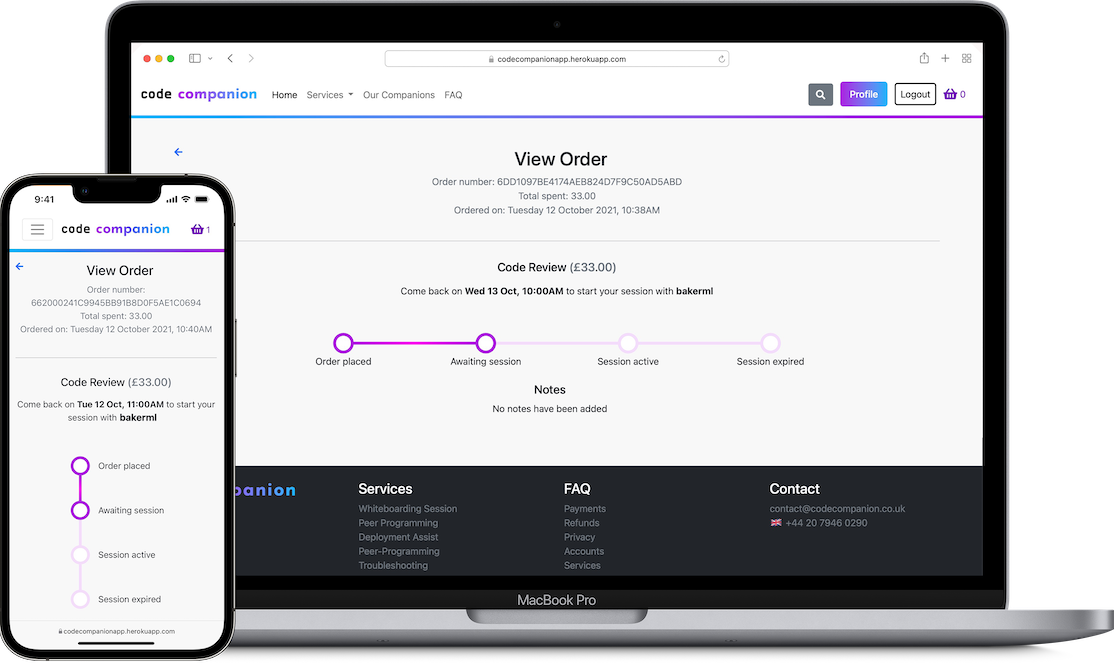 codecompanionapp.herokuapp.com
code companion Home Services Our Companions FAQ Profile Logout 0
View Order
Order number: 6DD1097BE4174AEB824D7F9C50AD5ABD
Total spent: 33.00
Ordered on: Tuesday 12 October 2021, 10:38AM
Code Review (£33.00)
Come back on Wed 13 Oct, 10:00AM to start your session with bakerml
Order placed Awaiting session Session active Session expired
Notes
No notes have been added
Services
Whiteboarding Session
Peer Programming
Deployment Assist
Peer-Programming
Troubleshooting
FAQ
Payments
Refunds
Privacy
Accounts
Services
Contact
contact@codecompanion.co.uk
+44 20 7946 0290
MacBook Pro
9:41
code companion 1
View Order
Order number:
662000241C9945BB91B8D0F5AE1C0694
Total spent: 33.00
Ordered on: Tuesday 12 October 2021, 10:40AM
Code Review (£33.00)
Come back on Tue 12 Oct, 11:00AM to start your
session with bakerml
Order placed
Awaiting session
Session active
Session expired
codecompanionapp.herokuapp.com